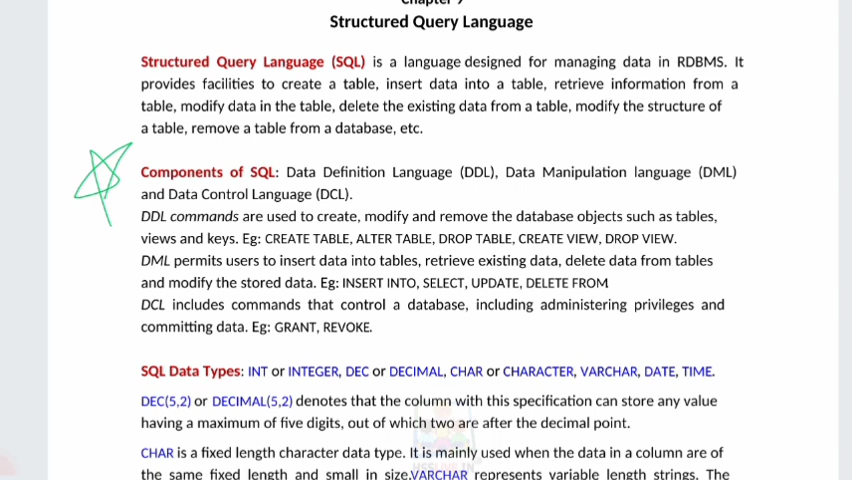 Structured Query Language
Structured Query Language (SQL) is a language designed for managing data in RDBMS. It
provides facilities to create a table, insert data into a table, retrieve information from a
table, modify data in the table, delete the existing data from a table, modify the structure of
a table, remove a table from a database, etc.
Components of SQL: Data Definition Language (DDL), Data Manipulation language (DML)
and Data Control Language (DCL).
DDL commands are used to create, modify and remove the database objects such as tables,
views and keys. Eg: CREATE TABLE, ALTER TABLE, DROP TABLE, CREATE VIEW, DROP VIEW.
DML permits users to insert data into tables, retrieve existing data, delete data from tables
and modify the stored data. Eg: INSERT INTO, SELECT, UPDATE, DELETE FROM
DCL includes commands that control a database, including administering privileges and
committing data. Eg: GRANT, REVOKE.
SQL Data Types: INT or INTEGER, DEC or DECIMAL, CHAR or CHARACTER, VARCHAR, DATE, TIME.
DEC(5,2) or DECIMAL(5,2) denotes that the column with this specification can store any value
having a maximum of five digits, out of which two are after the decimal point.
CHAR is a fixed length character data type. It is mainly used when the data in a column are of
the same fixed length and small in size.VARCHAR represents variable length strings. The